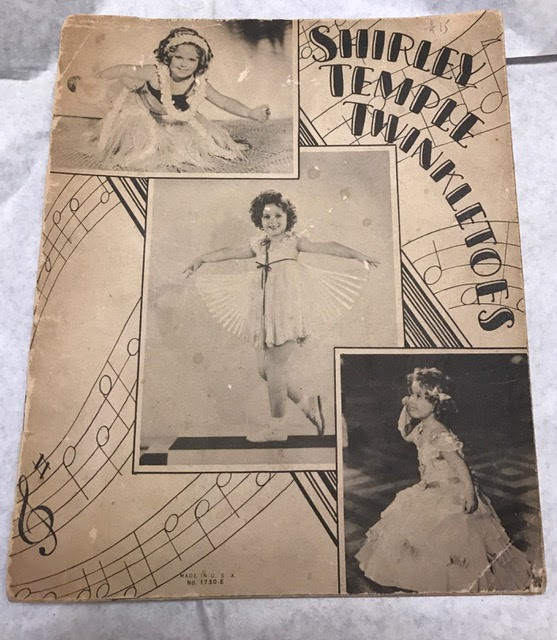 SHIRLEY
TEMPLE
TWINKLETOES
MADE IN U. S. A.
No. 1730-E